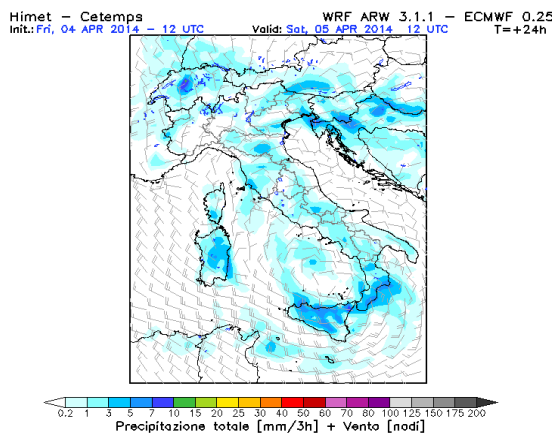 Himet – Cetemps WRF ARW 3.1.1 – ECMWF 0.25
Init.: Fri, 04 APR 2014 – 12 UTC Valid: Sat, 05 APR 2014 12 UTC T=+24h
0.2 1 3 5 7 10 15 20 25 30 40 50 60 70 80 100 125 150 175 200
Precipitazione totale [mm/3h] + Vento [nodi]